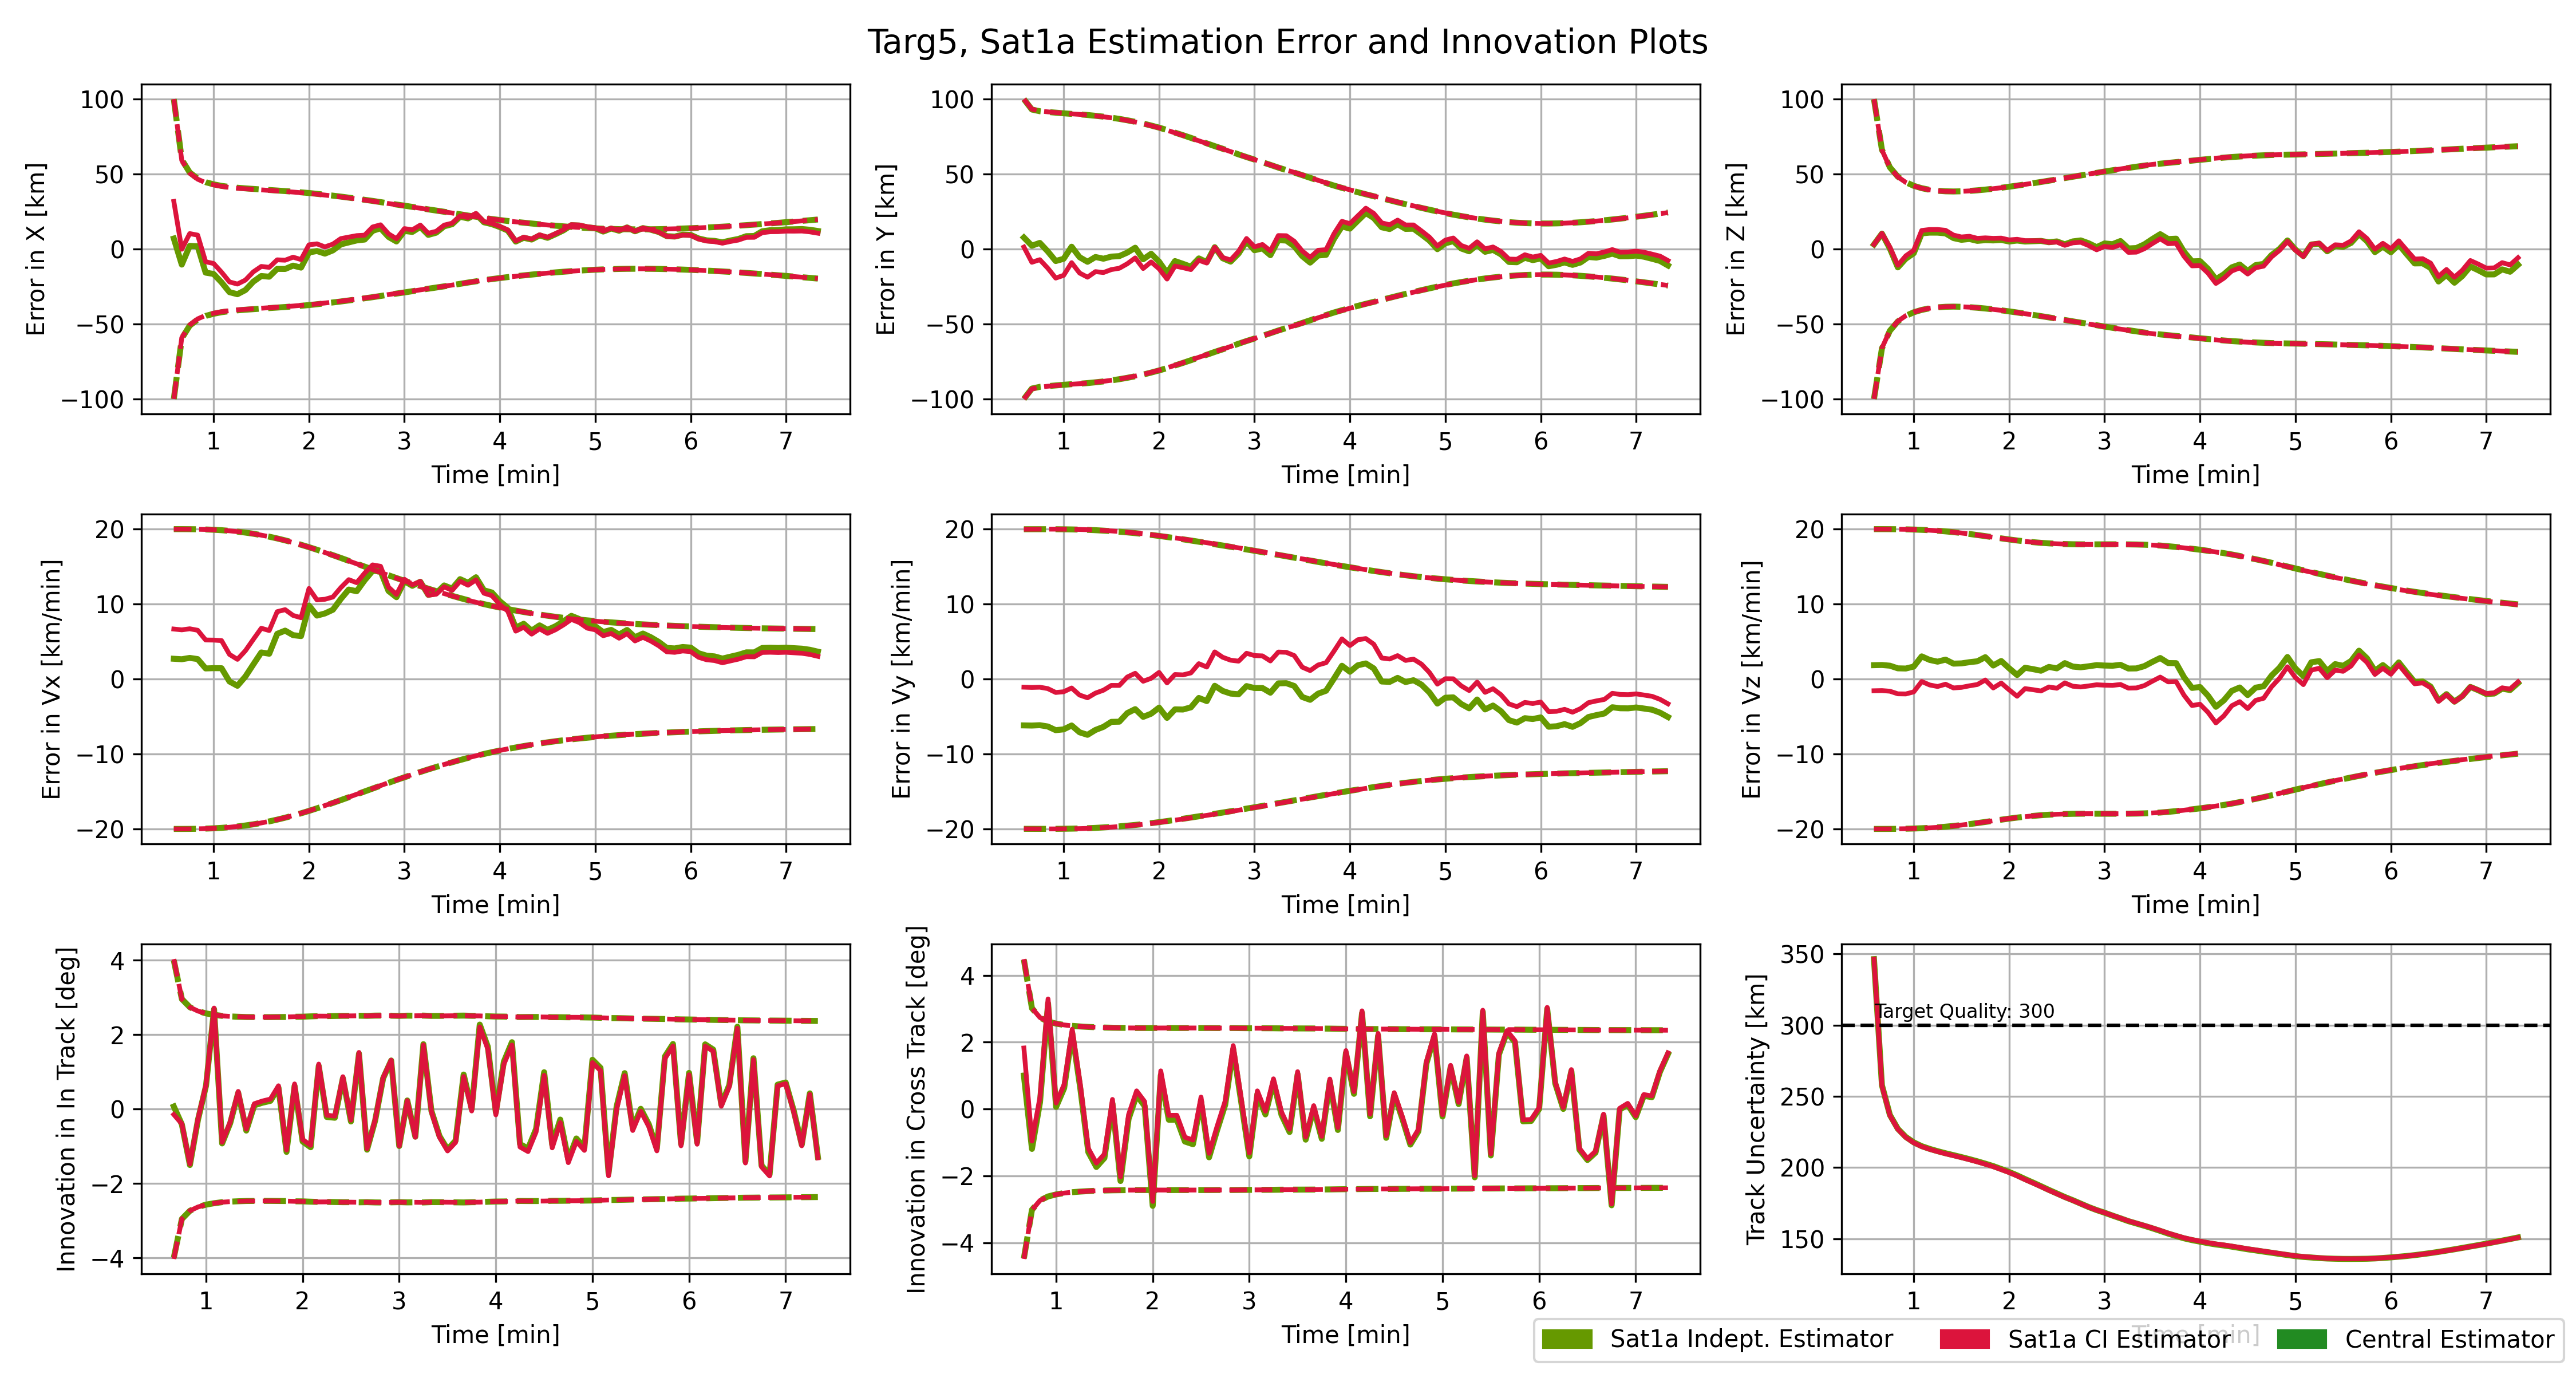 Targ5, Sat1a Estimation Error and Innovation Plots
Error in X [km]
100
50
0
−50
−100
1 2 3 4 5 6 7
Time [min]
Error in Y [km]
100
50
0
−50
−100
1 2 3 4 5 6 7
Time [min]
Error in Z [km]
100
50
0
−50
−100
1 2 3 4 5 6 7
Time [min]
Error in Vx [km/min]
20
10
0
−10
−20
1 2 3 4 5 6 7
Time [min]
Error in Vy [km/min]
20
10
0
−10
−20
1 2 3 4 5 6 7
Time [min]
Error in Vz [km/min]
20
10
0
−10
−20
1 2 3 4 5 6 7
Time [min]
Innovation in In Track [deg]
4
2
0
−2
−4
1 2 3 4 5 6 7
Time [min]
Innovation in Cross Track [deg]
4
2
0
−2
−4
1 2 3 4 5 6 7
Time [min]
Track Uncertainty [km]
350
300
250
200
150
Target Quality: 300
1 2 3 4 5 6 7
Time [min]
Sat1a Indept. Estimator
Sat1a CI Estimator
Central Estimator